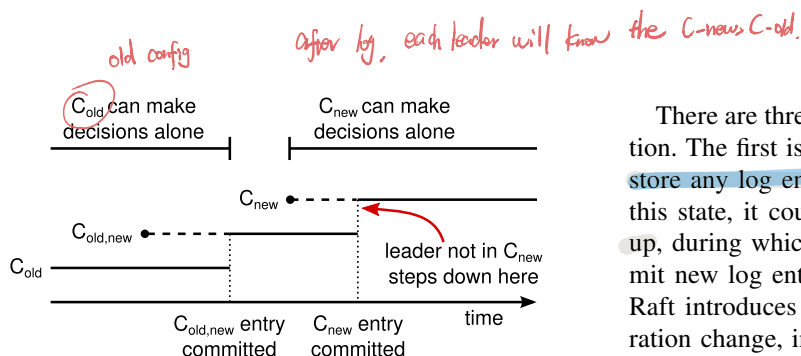 old config
after log, each leader will know the C-new, C-old.
Cold can make
decisions alone
Cnew can make
decisions alone
Cnew
Cold,new
Cold
leader not in Cnew
steps down here
time
Cold,new entry
committed
Cnew entry
committed
There are thre
tion. The first is
store any log en
this state, it cou
up, during whic
mit new log ent
Raft introduces
ration change, i